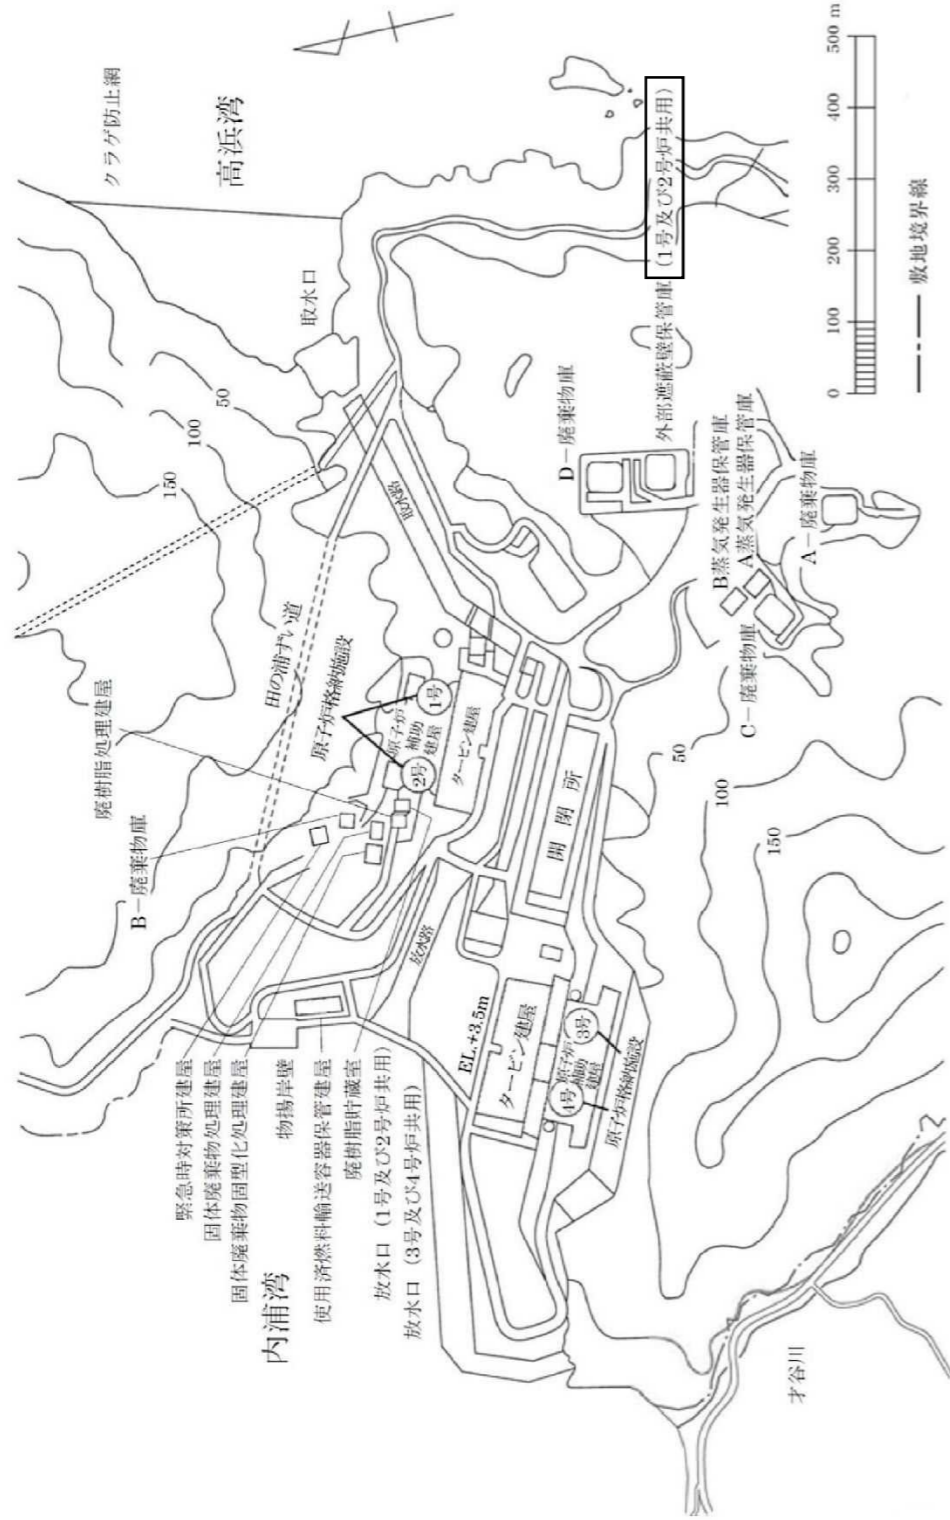 クラゲ防止網
高浜湾
取水口
50
100
150
取水路
田の浦ずい道
原子炉格納施設
1号
2号
原子炉
補助
建屋
タービン建屋
廃樹脂処理建屋
B－廃棄物庫
開閉所
放水路
EL.+3.5m
タービン建屋
3号
4号
原子炉
補助
建屋
原子炉格納施設
緊急時対策所建屋
固体廃棄物処理建屋
固体廃棄物固型化処理建屋
物揚岸壁
使用済燃料輸送容器保管建屋
廃樹脂貯蔵室
放水口（1号及び2号炉共用）
放水口（3号及び4号炉共用）
内浦湾
D－廃棄物庫
外部遮蔽壁保管庫（1号及び2号炉共用）
B蒸気発生器保管庫
A蒸気発生器保管庫
A－廃棄物庫
C－廃棄物庫
50
100
150
才谷川
0 100 200 300 400 500 m
敷地境界線